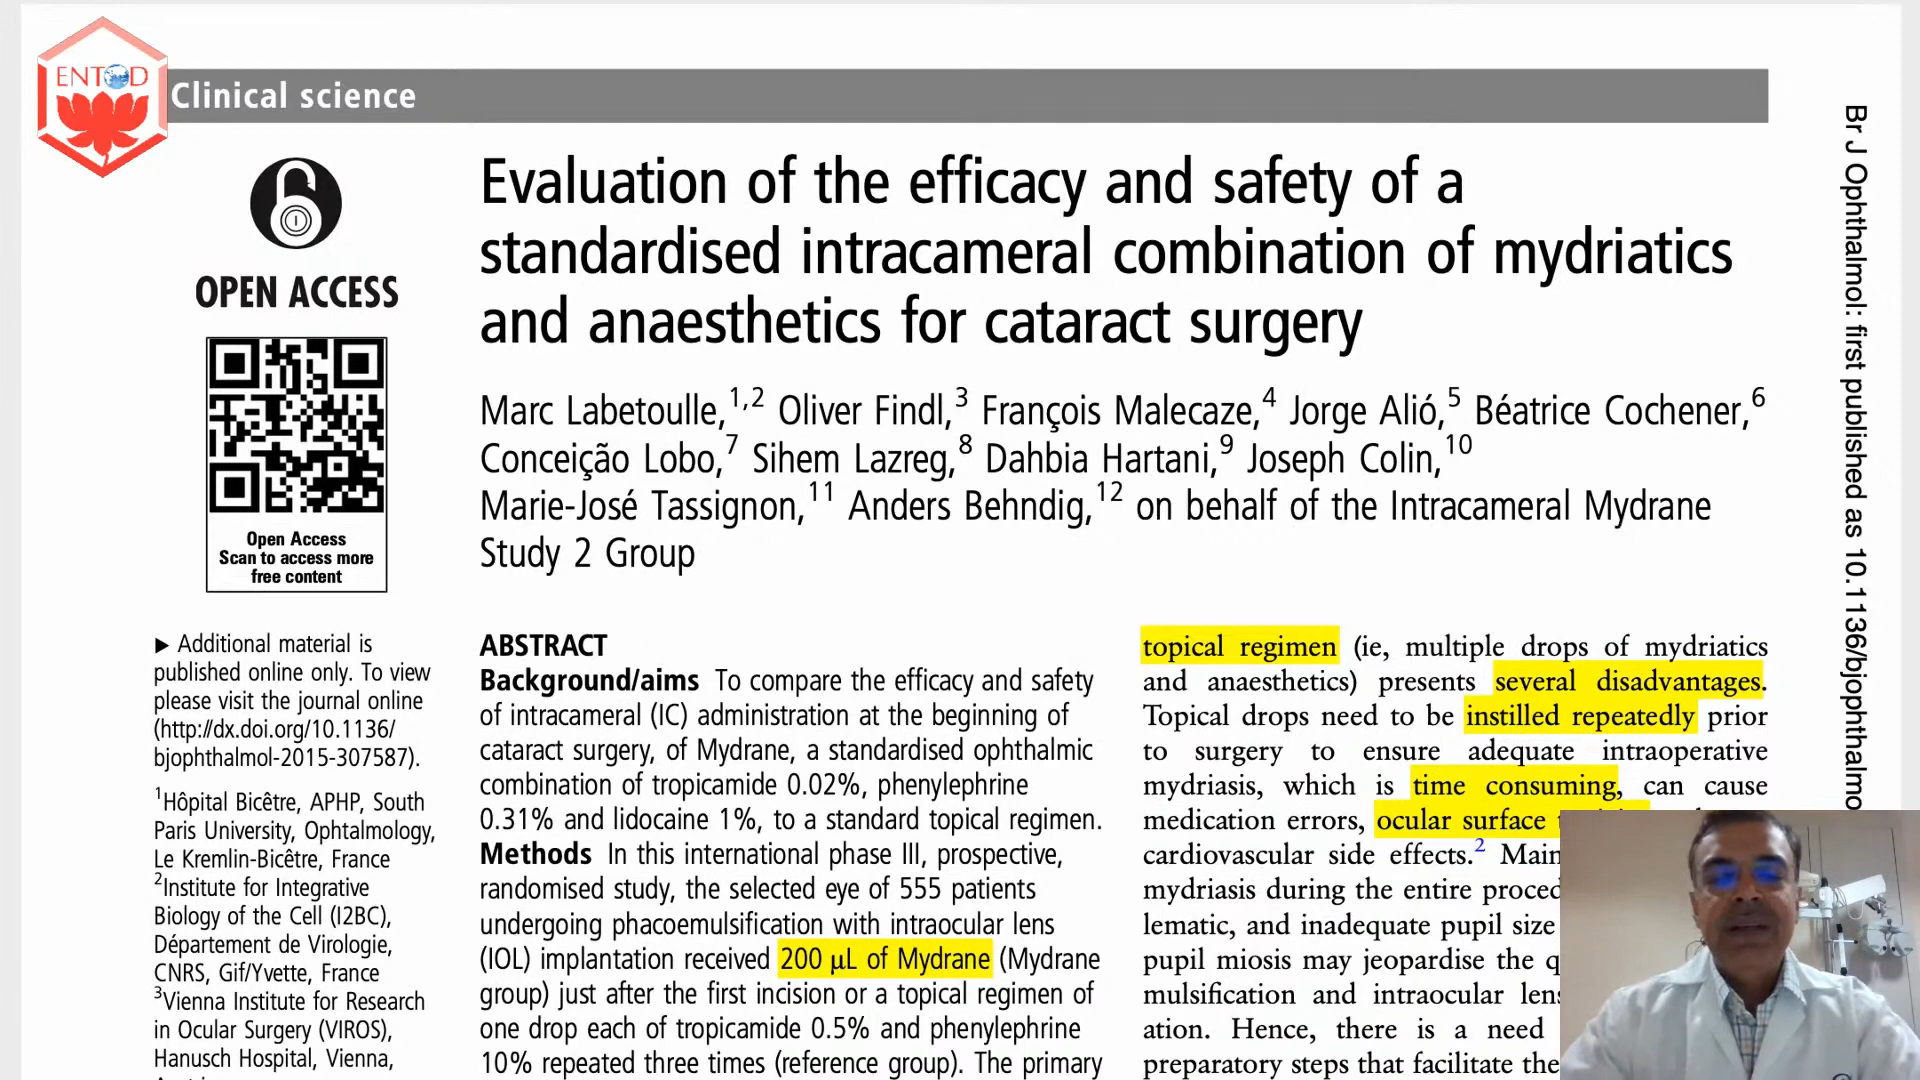 ENTOD
Clinical science
OPEN ACCESS
Open Access
Scan to access more
free content
Evaluation of the efficacy and safety of a
standardised intracameral combination of mydriatics
and anaesthetics for cataract surgery
Marc Labetoulle,1,2 Oliver Findl,3 François Malecaze,4 Jorge Alió,5 Béatrice Cochener,6
Conceição Lobo,7 Sihem Lazreg,8 Dahbia Hartani,9 Joseph Colin,10
Marie-José Tassignon,11 Anders Behndig,12 on behalf of the Intracameral Mydrane
Study 2 Group
▶ Additional material is
published online only. To view
please visit the journal online
(http://dx.doi.org/10.1136/
bjophthalmol-2015-307587).
1Hôpital Bicêtre, APHP, South
Paris University, Ophtalmology,
Le Kremlin-Bicêtre, France
2Institute for Integrative
Biology of the Cell (I2BC),
Département de Virologie,
CNRS, Gif/Yvette, France
3Vienna Institute for Research
in Ocular Surgery (VIROS),
Hanusch Hospital, Vienna,
ABSTRACT
Background/aims To compare the efficacy and safety
of intracameral (IC) administration at the beginning of
cataract surgery, of Mydrane, a standardised ophthalmic
combination of tropicamide 0.02%, phenylephrine
0.31% and lidocaine 1%, to a standard topical regimen.
Methods In this international phase III, prospective,
randomised study, the selected eye of 555 patients
undergoing phacoemulsification with intraocular lens
(IOL) implantation received 200 μL of Mydrane (Mydrane
group) just after the first incision or a topical regimen of
one drop each of tropicamide 0.5% and phenylephrine
10% repeated three times (reference group). The primary
topical regimen (ie, multiple drops of mydriatics
and anaesthetics) presents several disadvantages.
Topical drops need to be instilled repeatedly prior
to surgery to ensure adequate intraoperative
mydriasis, which is time consuming, can cause
medication errors, ocular surface
cardiovascular side effects.2 Main
mydriasis during the entire proced
lematic, and inadequate pupil size
pupil miosis may jeopardise the q
mulsification and intraocular lens
ation. Hence, there is a need
preparatory steps that facilitate the
Br J Ophthalmol: first published as 10.1136/bjophthalmo